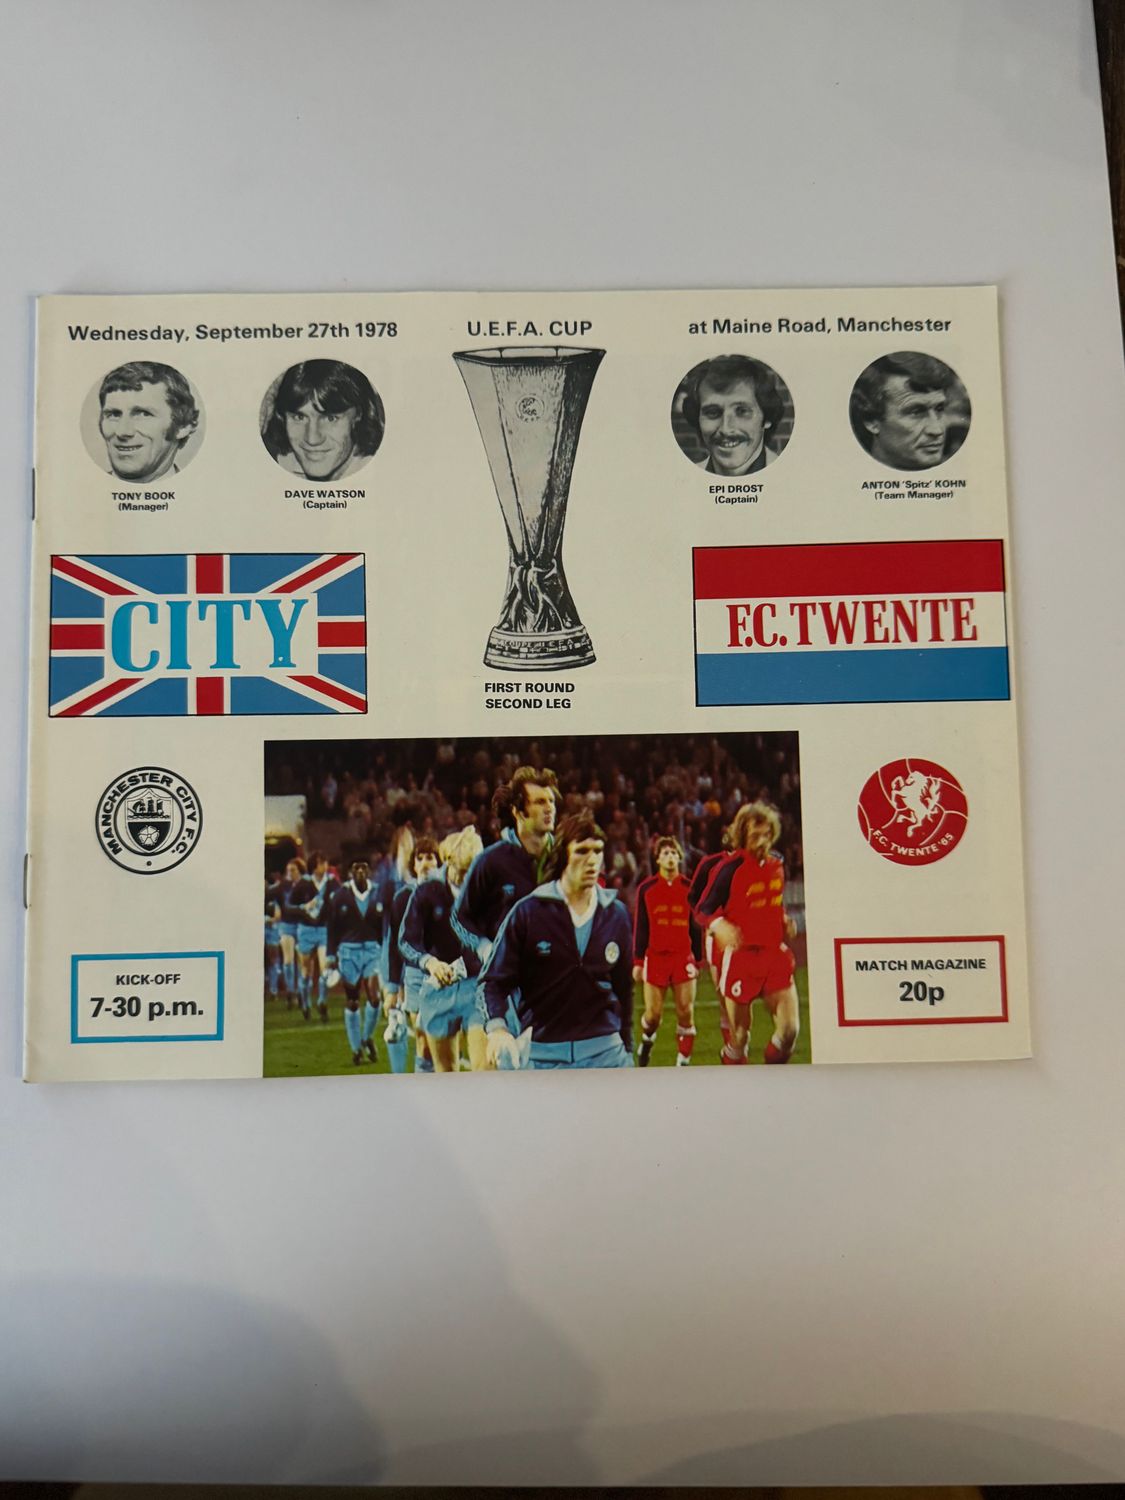 Wednesday, September 27th 1978
U.E.F.A. CUP
at Maine Road, Manchester
TONY BOOK
(Manager)
DAVE WATSON
(Captain)
EPI DROST
(Captain)
ANTON 'Spitz' KOHN
(Team Manager)
CITY
COUPE U.E.F.A.
F.C. TWENTE
FIRST ROUND
SECOND LEG
MANCHESTER CITY F.C.
F.C. TWENTE '65
KICK-OFF
7-30 p.m.
6
MATCH MAGAZINE
20p